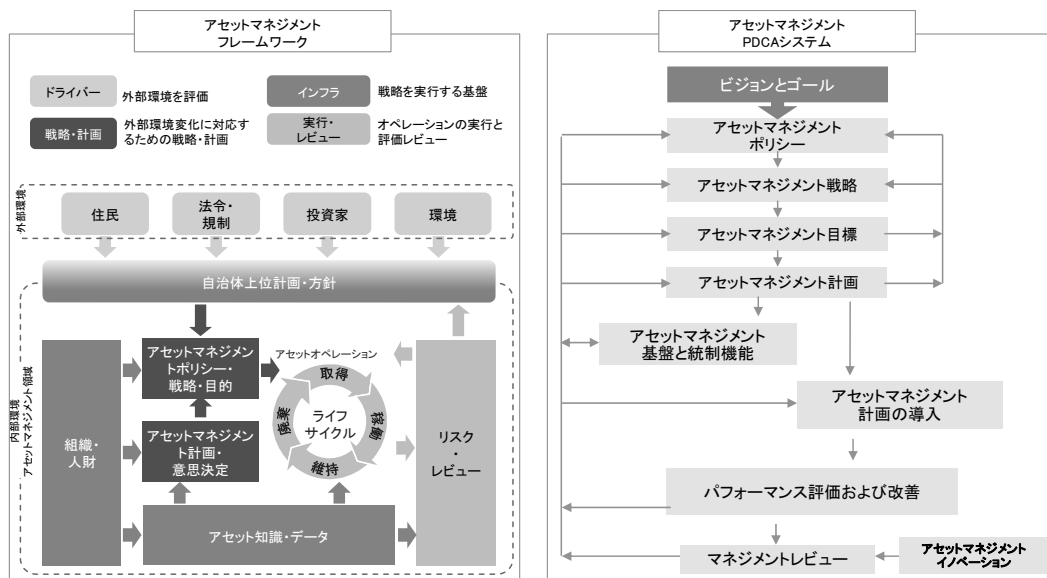 アセットマネジメント
フレームワーク
ドライバー
外部環境を評価
インフラ
戦略を実行する基盤
戦略・計画
外部環境変化に対応す
るための戦略・計画
実行・
レビュー
オペレーションの実行と
評価レビュー
外部環境
住民
法令・
規制
投資家
環境
自治体上位計画・方針
内部環境
アセットマネジメント領域
組織・
人財
アセットマネジメン
トポリシー・
戦略・目的
アセットマネジメン
ト計画・
意思決定
アセットオペレーション
取得
稼働
維持
廃棄
ライフ
サイクル
リスク
・
レビュー
アセット知識・データ
アセットマネジメント
PDCAシステム
ビジョンとゴール
アセットマネジメント
ポリシー
アセットマネジメント戦略
アセットマネジメント目標
アセットマネジメント計画
アセットマネジメント
基盤と統制機能
アセットマネジメント
計画の導入
パフォーマンス評価および改善
マネジメントレビュー
アセットマネジメント
イノベーション